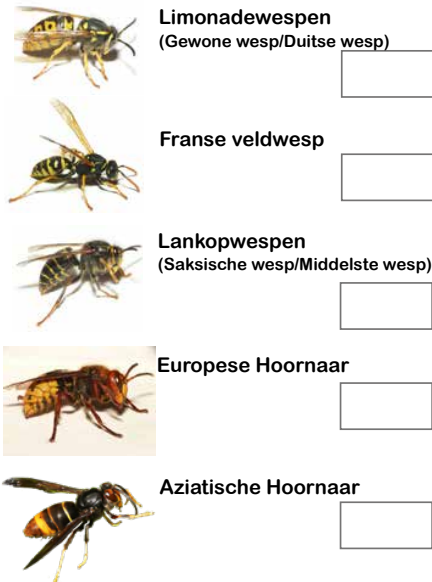 Limonadewespen
(Gewone wesp/Duitse wesp)
Franse veldwesp
Lankopwespen
(Saksische wesp/Middelste wesp)
Europese Hoornaar
Aziatische Hoornaar